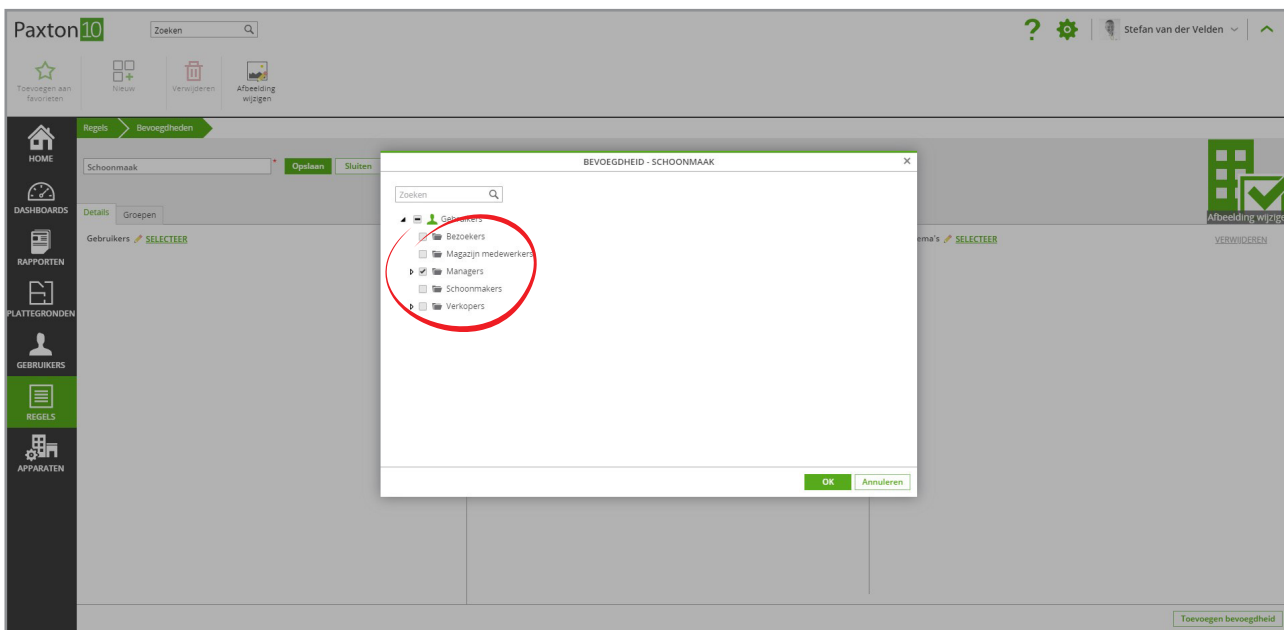 Paxton10
Zoeken
Stefan van der Velden
Toevoegen aan
favorieten
Nieuw
Verwijderen
Afbeelding
wijzigen
Regels
Bevoegdheden
HOME
DASHBOARDS
RAPPORTEN
PLATTEGRONDEN
GEBRUIKERS
REGELS
APPARATEN
Schoonmaak
*
Opslaan
Sluiten
Details
Groepen
Gebruikers SELECTEER
BEVOEGDHEID - SCHOONMAAK
Zoeken
Gebruikers
Bezoekers
Magazijn medewerkers
Managers
Schoonmakers
Verkopers
OK
Annuleren
Afbeelding wijzige
ema's SELECTEER
VERWIJDEREN
Toevoegen bevoegdheid